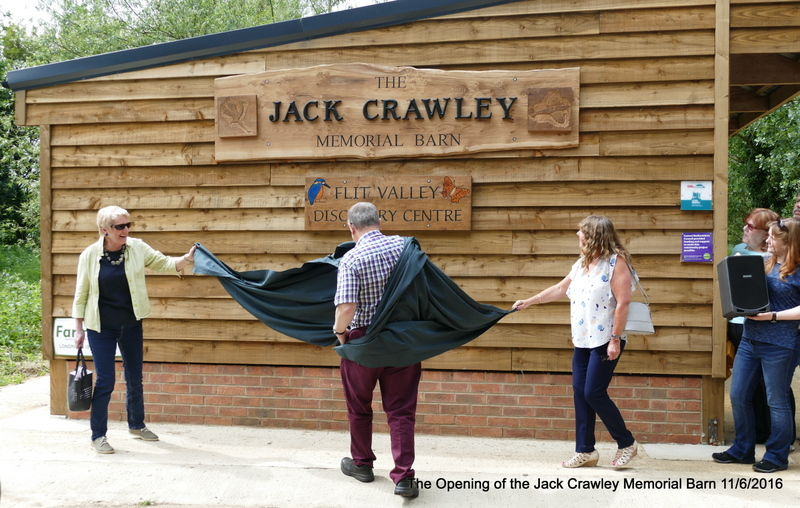 THE
JACK CRAWLEY
MEMORIAL BARN
FLIT VALLEY
DISCOVERY CENTRE
The Opening of the Jack Crawley Memorial Barn 11/6/2016